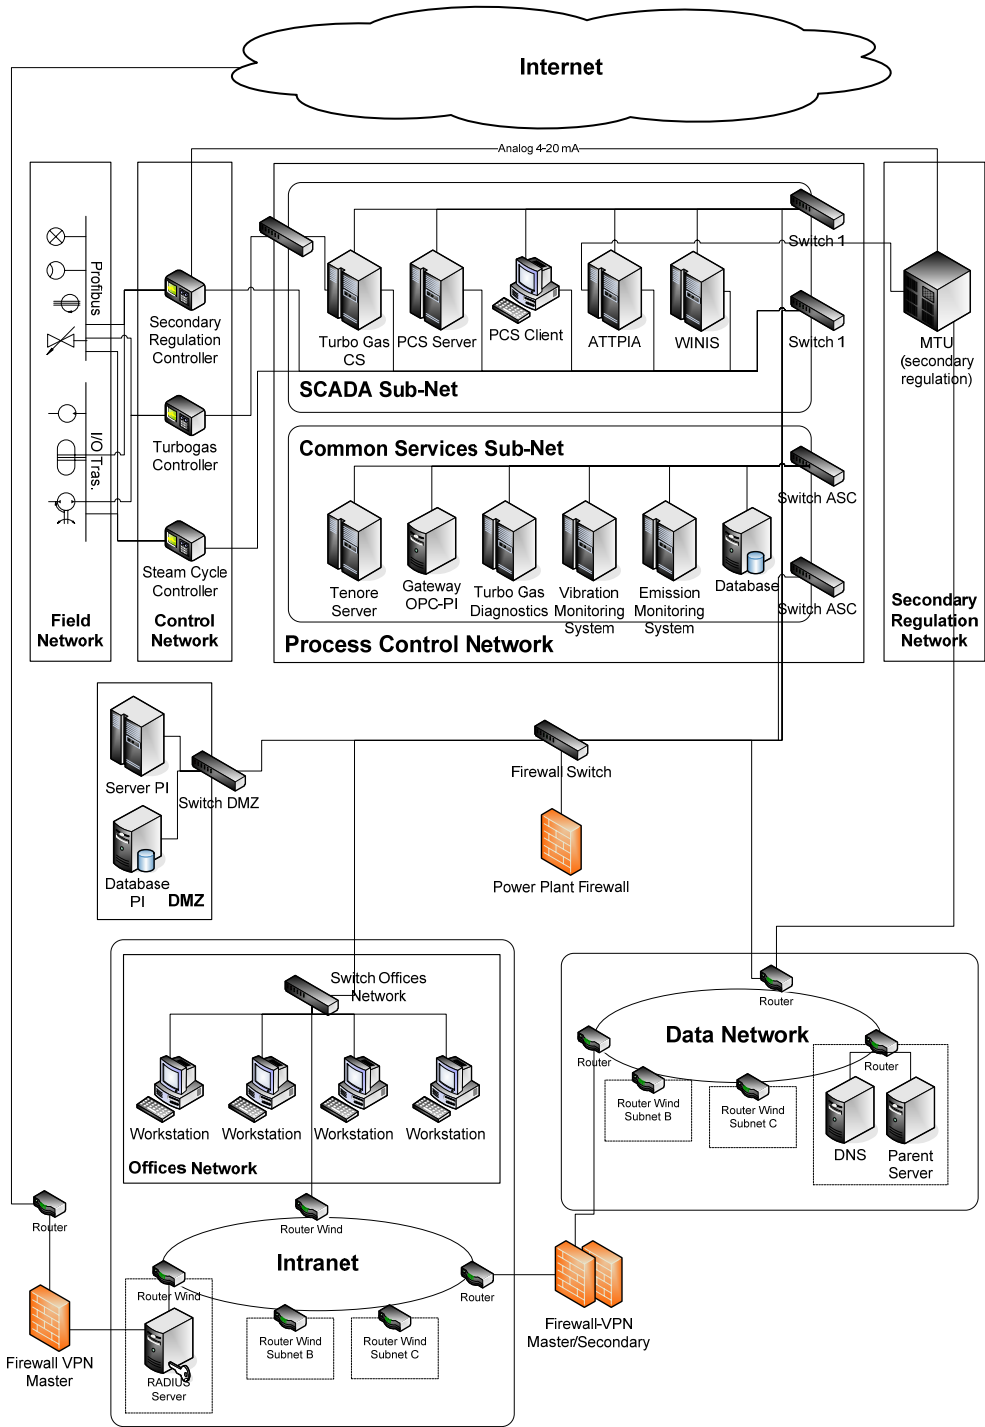 Internet
Analog 4-20 mA
Profibus
I/O Tras.
Field
Network
Secondary
Regulation
Controller
Turbogas
Controller
Steam Cycle
Controller
Control
Network
Switch 1
Turbo Gas
CS
PCS Server
PCS Client
ATTPIA
WINIS
Switch 1
SCADA Sub-Net
Common Services Sub-Net
Switch ASC
Tenore
Server
Gateway
OPC-PI
Turbo Gas
Diagnostics
Vibration
Monitoring
System
Emission
Monitoring
System
Database
Switch ASC
Process Control Network
MTU
(secondary
regulation)
Secondary
Regulation
Network
Server PI
Switch DMZ
Database
PI
DMZ
Firewall Switch
Power Plant Firewall
Switch Offices
Network
Workstation
Workstation
Workstation
Workstation
Offices Network
Router Wind
Intranet
Router Wind
Router
Router Wind
Subnet B
Router Wind
Subnet C
RADIUS
Server
Router
Firewall VPN
Master
Firewall-VPN
Master/Secondary
Router
Data Network
Router
Router
Router Wind
Subnet B
Router Wind
Subnet C
DNS
Parent
Server